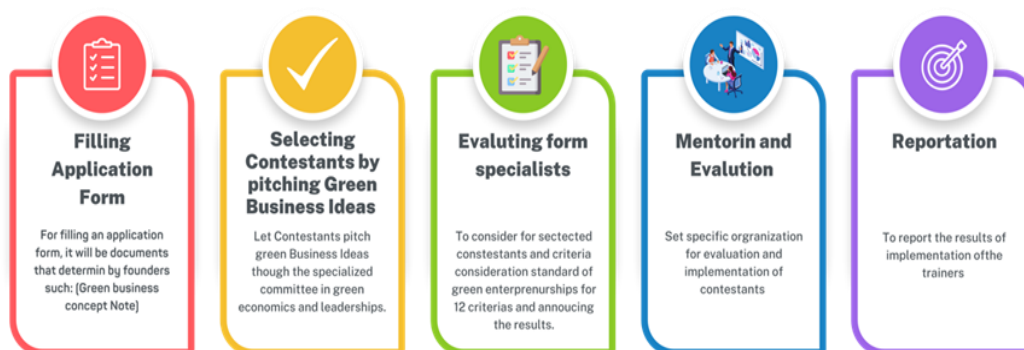 Filling
Application
Form
For filling an application
form, it will be documents
that determin by founders
such: (Green business
concept Note)
Selecting
Contestants by
pitching Green
Business Ideas
Let Contestants pitch
green Business Ideas
though the specialized
committee in green
economics and leaderships.
Evaluting form
specialists
To consider for sectected
constestants and criteria
consideration standard of
green enterprenurships for
12 criterias and annoucing
the results.
Mentorin and
Evalution
Set specific orgranization
for evaluation and
implementation of
contestants
Reportation
To report the results of
implementation ofthe
trainers